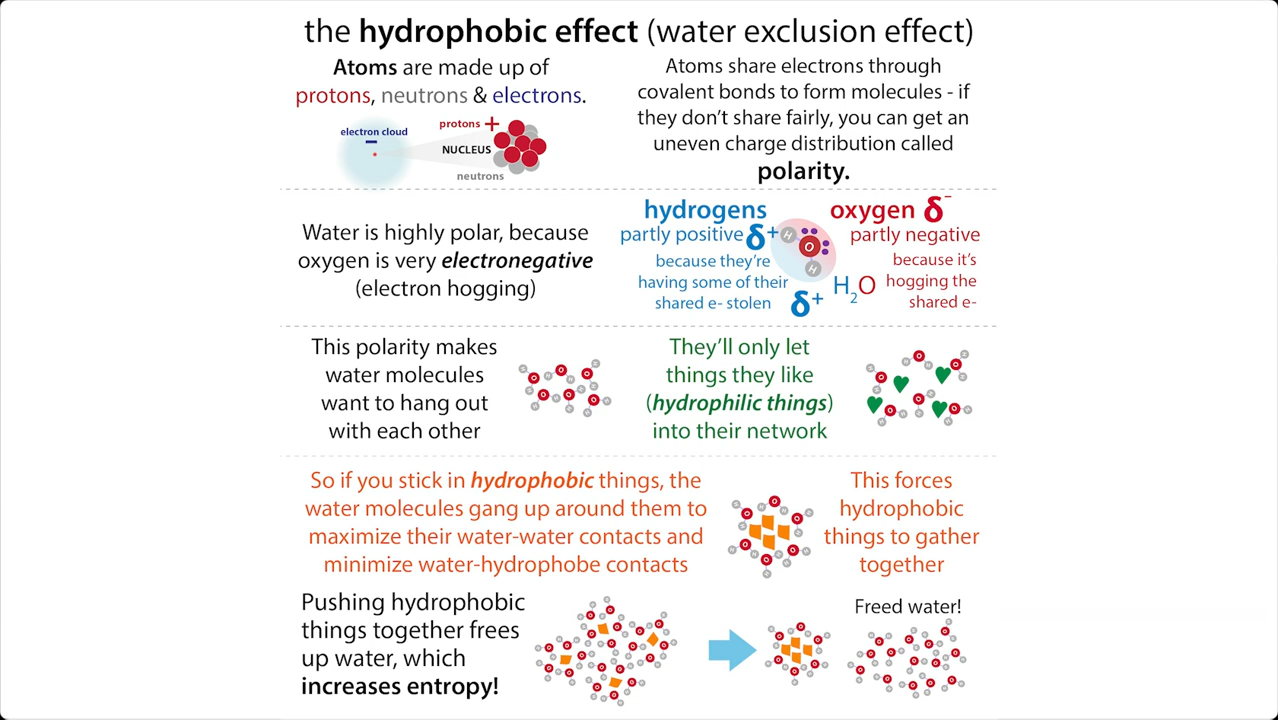 the hydrophobic effect (water exclusion effect)
Atoms are made up of
protons, neutrons & electrons.
electron cloud
−
protons +
NUCLEUS
neutrons
Atoms share electrons through
covalent bonds to form molecules - if
they don't share fairly, you can get an
uneven charge distribution called
polarity.
Water is highly polar, because
oxygen is very electronegative
(electron hogging)
hydrogens
partly positive δ+
because they're
having some of their
shared e- stolen
δ+
H
O
H
H₂O
oxygen δ⁻
partly negative
because it's
hogging the
shared e-
This polarity makes
water molecules
want to hang out
with each other
They'll only let
things they like
(hydrophilic things)
into their network
So if you stick in hydrophobic things, the
water molecules gang up around them to
maximize their water-water contacts and
minimize water-hydrophobe contacts
This forces
hydrophobic
things to gather
together
Pushing hydrophobic
things together frees
up water, which
increases entropy!
Freed water!